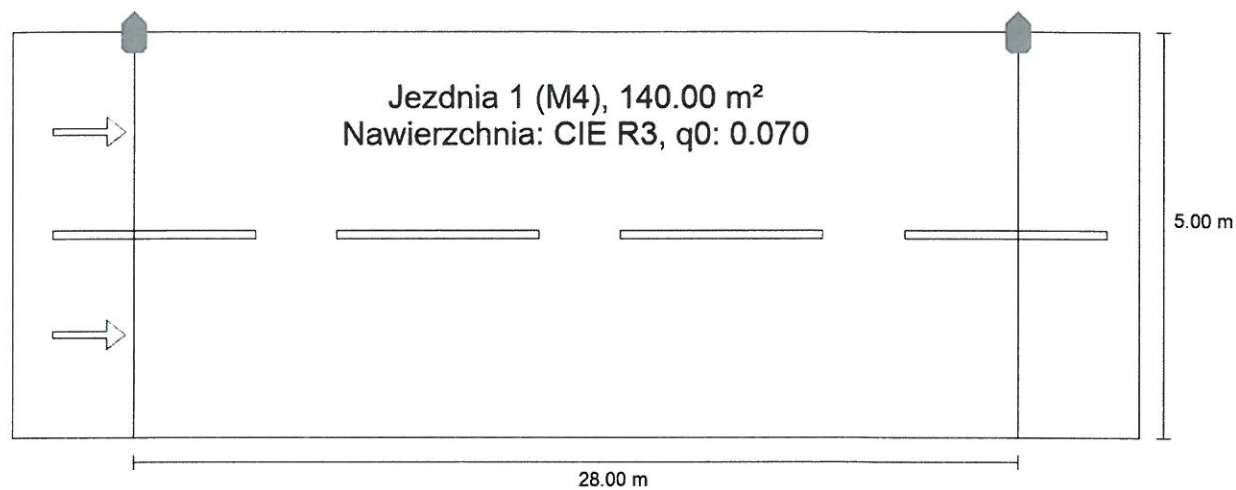 Jezdnia 1 (M4), 140.00 m²
Nawierzchnia: CIE R3, q0: 0.070
5.00 m
28.00 m